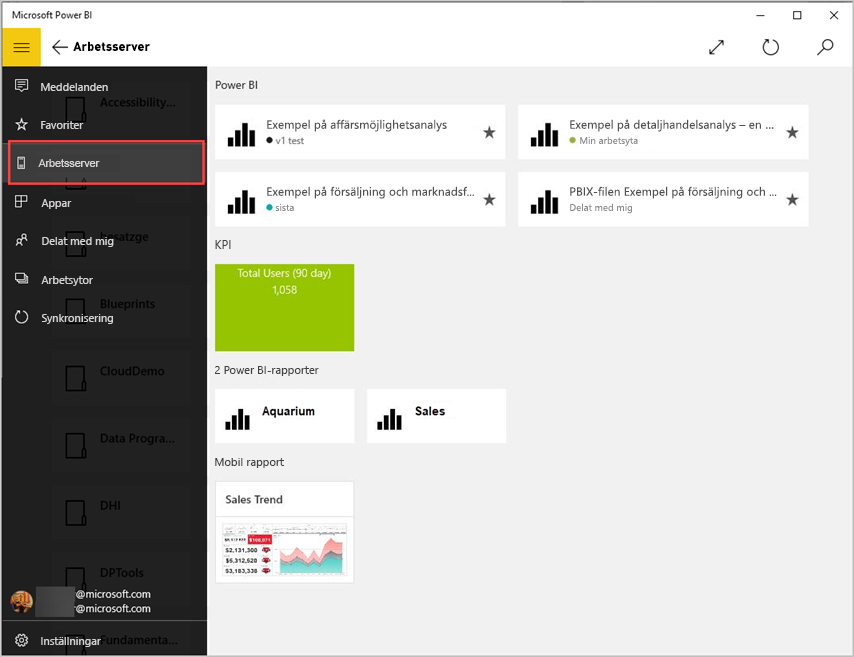 Microsoft Power BI
Arbetsserver
Meddelanden
Accessibility...
Favoriter
Arbetsserver
Appar
besatzge
Delat med mig
Arbetsytor
Blueprints
Synkronisering
CloudDemo
Data Progra...
DHI
DPTools
@microsoft.com
@microsoft.com
Inställningar
Fundamenta...
Power BI
Exempel på affärsmöjlighetsanalys
v1 test
Exempel på detaljhandelsanalys – en ...
Min arbetsyta
Exempel på försäljning och marknadsf...
sista
PBIX-filen Exempel på försäljning och ...
Delat med mig
KPI
Total Users (90 day)
1,058
2 Power BI-rapporter
Aquarium
Sales
Mobil rapport
Sales Trend
$2,131,300
$5,312,520
$3,183,338